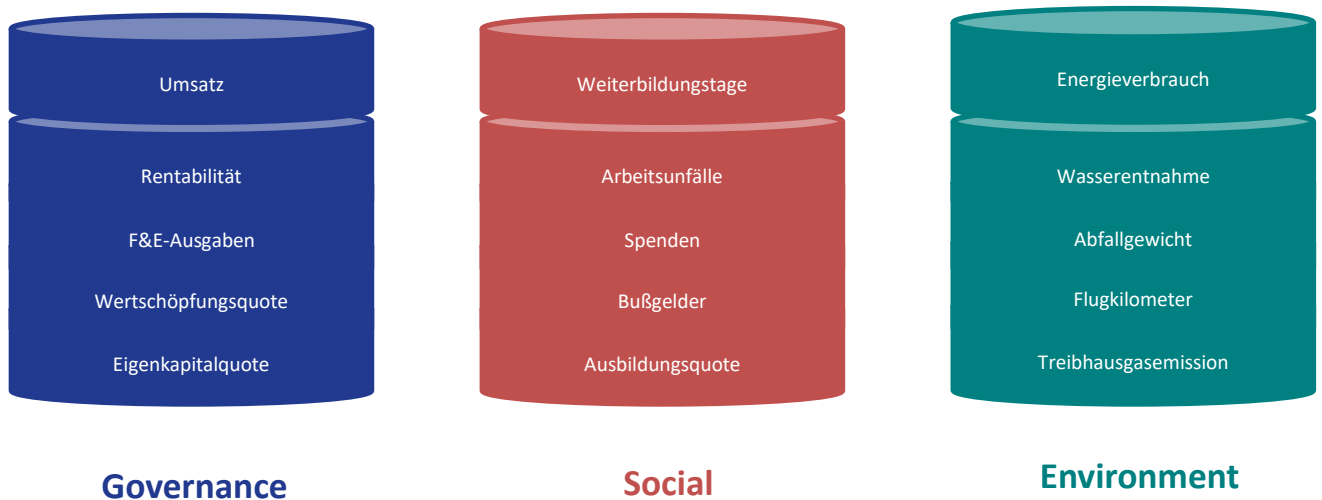 Umsatz
Rentabilität
F&E-Ausgaben
Wertschöpfungsquote
Eigenkapitalquote
Governance
Weiterbildungstage
Arbeitsunfälle
Spenden
Bußgelder
Ausbildungsquote
Social
Energieverbrauch
Wasserentnahme
Abfallgewicht
Flugkilometer
Treibhausgasemission
Environment